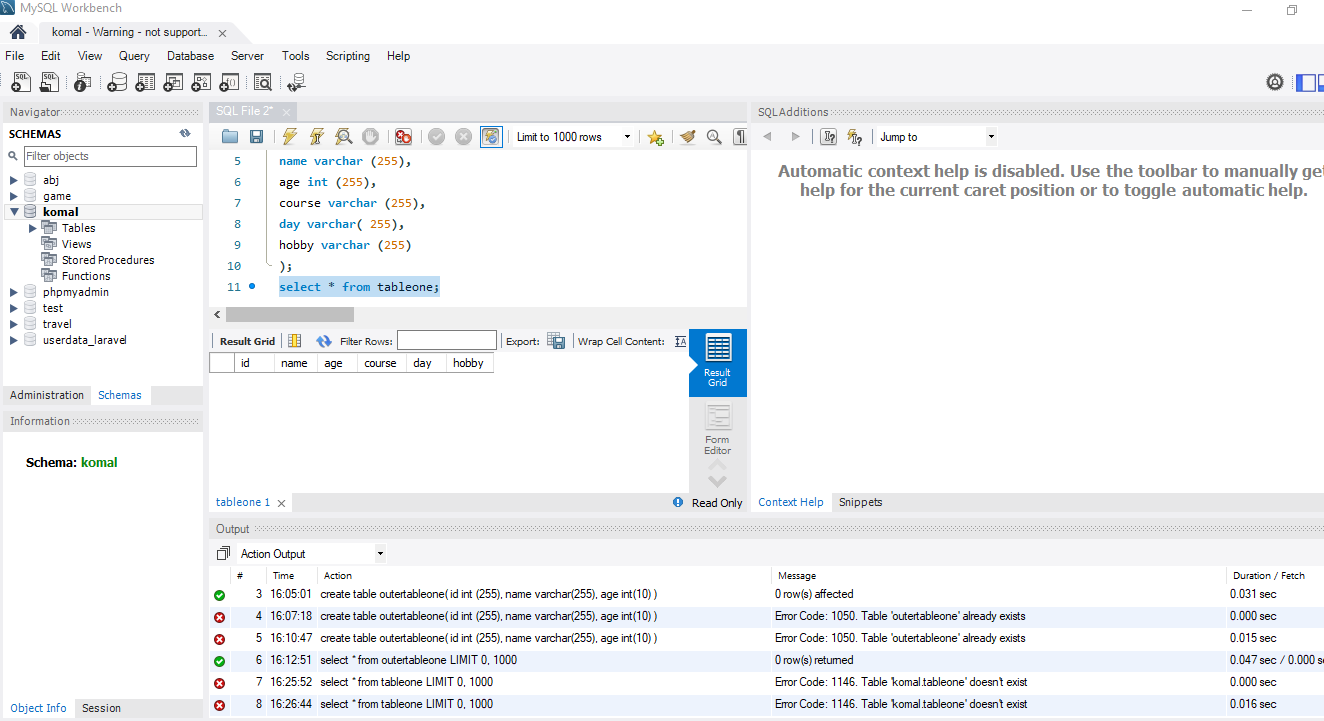 MySQL Workbench
komal - Warning - not support...
File Edit View Query Database Server Tools Scripting Help
Navigator
SCHEMAS
Filter objects
abj
game
komal
Tables
Views
Stored Procedures
Functions
phpmyadmin
test
travel
userdata_laravel
Administration Schemas
Information
Schema: komal
Object Info Session
SQL File 2*
Limit to 1000 rows
5 name varchar (255),
6 age int (255),
7 course varchar (255),
8 day varchar( 255),
9 hobby varchar (255)
10 );
11 select * from tableone;
Result Grid Filter Rows: Export: Wrap Cell Content:
id name age course day hobby
Result
Grid
Form
Editor
tableone 1 Read Only
SQLAdditions
Jump to
Automatic context help is disabled. Use the toolbar to manually get
help for the current caret position or to toggle automatic help.
Context Help Snippets
Output
Action Output
# Time Action Message Duration / Fetch
3 16:05:01 create table outertableone( id int (255), name varchar(255), age int(10) ) 0 row(s) affected 0.031 sec
4 16:07:18 create table outertableone( id int (255), name varchar(255), age int(10) ) Error Code: 1050. Table 'outertableone' already exists 0.000 sec
5 16:10:47 create table outertableone( id int (255), name varchar(255), age int(10) ) Error Code: 1050. Table 'outertableone' already exists 0.015 sec
6 16:12:51 select * from outertableone LIMIT 0, 1000 0 row(s) returned 0.047 sec / 0.000 s
7 16:25:52 select * from tableone LIMIT 0, 1000 Error Code: 1146. Table 'komal.tableone' doesn't exist 0.000 sec
8 16:26:44 select * from tableone LIMIT 0, 1000 Error Code: 1146. Table 'komal.tableone' doesn't exist 0.016 sec